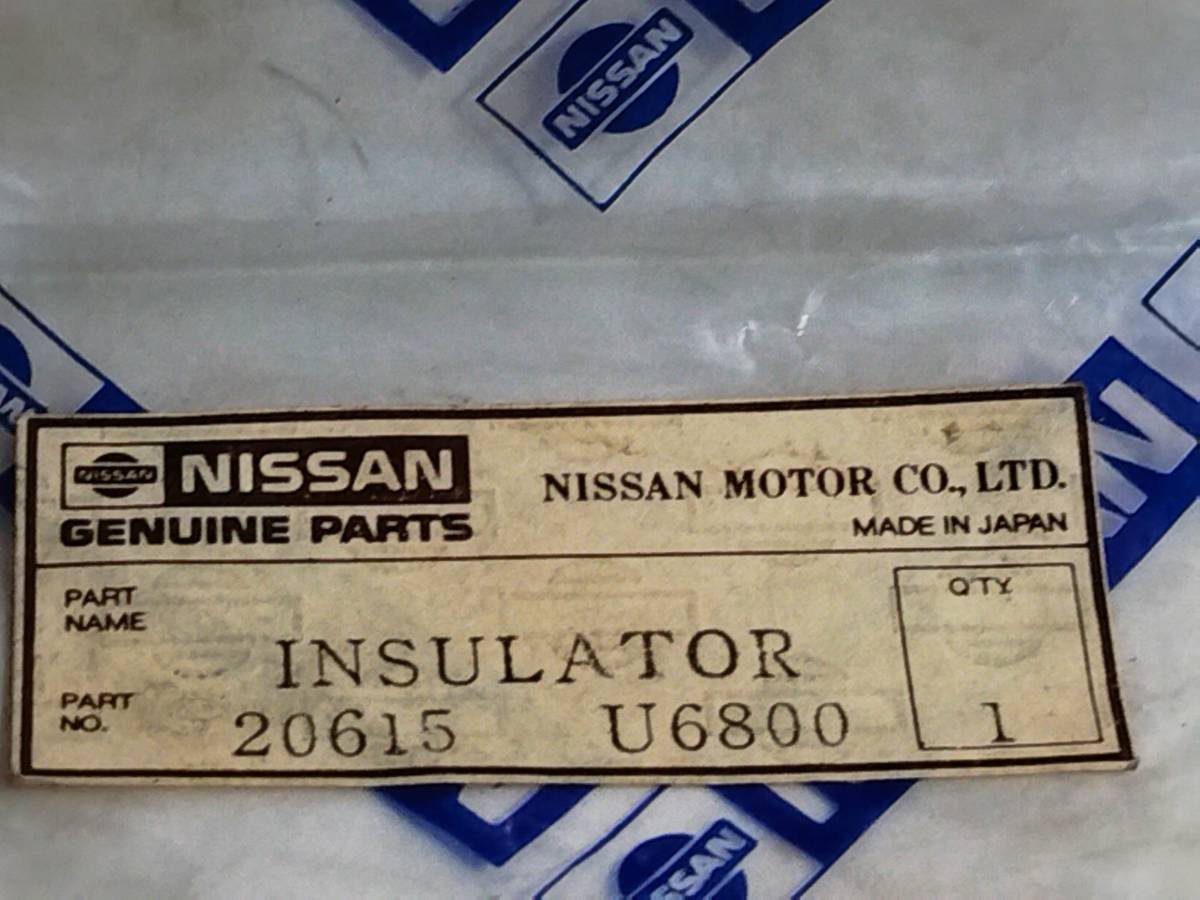 NISSAN
NISSAN NISSAN
GENUINE PARTS
NISSAN MOTOR CO., LTD.
MADE IN JAPAN
PART NAME
INSULATOR
PART NO.
20615 U6800
QTY
1
SSAN